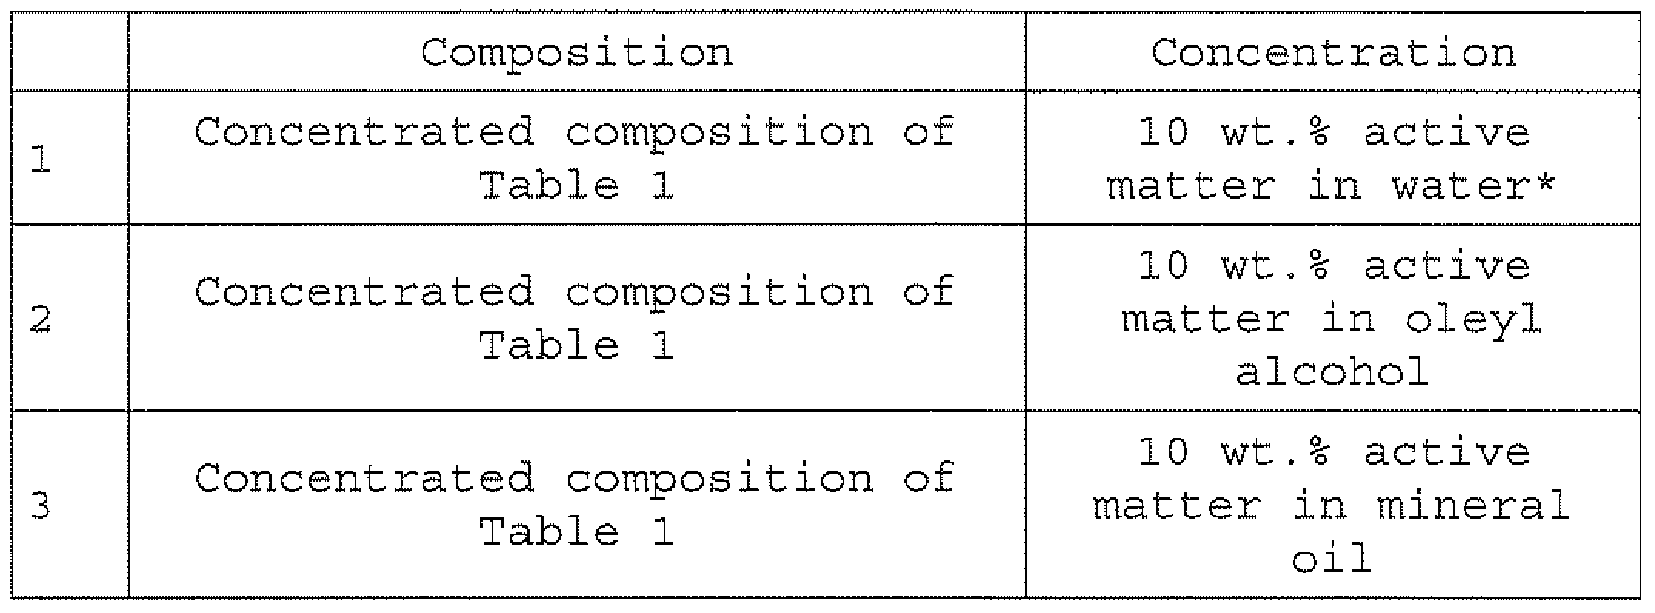 Composition Concentration
1 Concentrated composition of Table 1 10 wt.% active matter in water*
2 Concentrated composition of Table 1 10 wt.% active matter in oleyl alcohol
3 Concentrated composition of Table 1 10 wt.% active matter in mineral oil